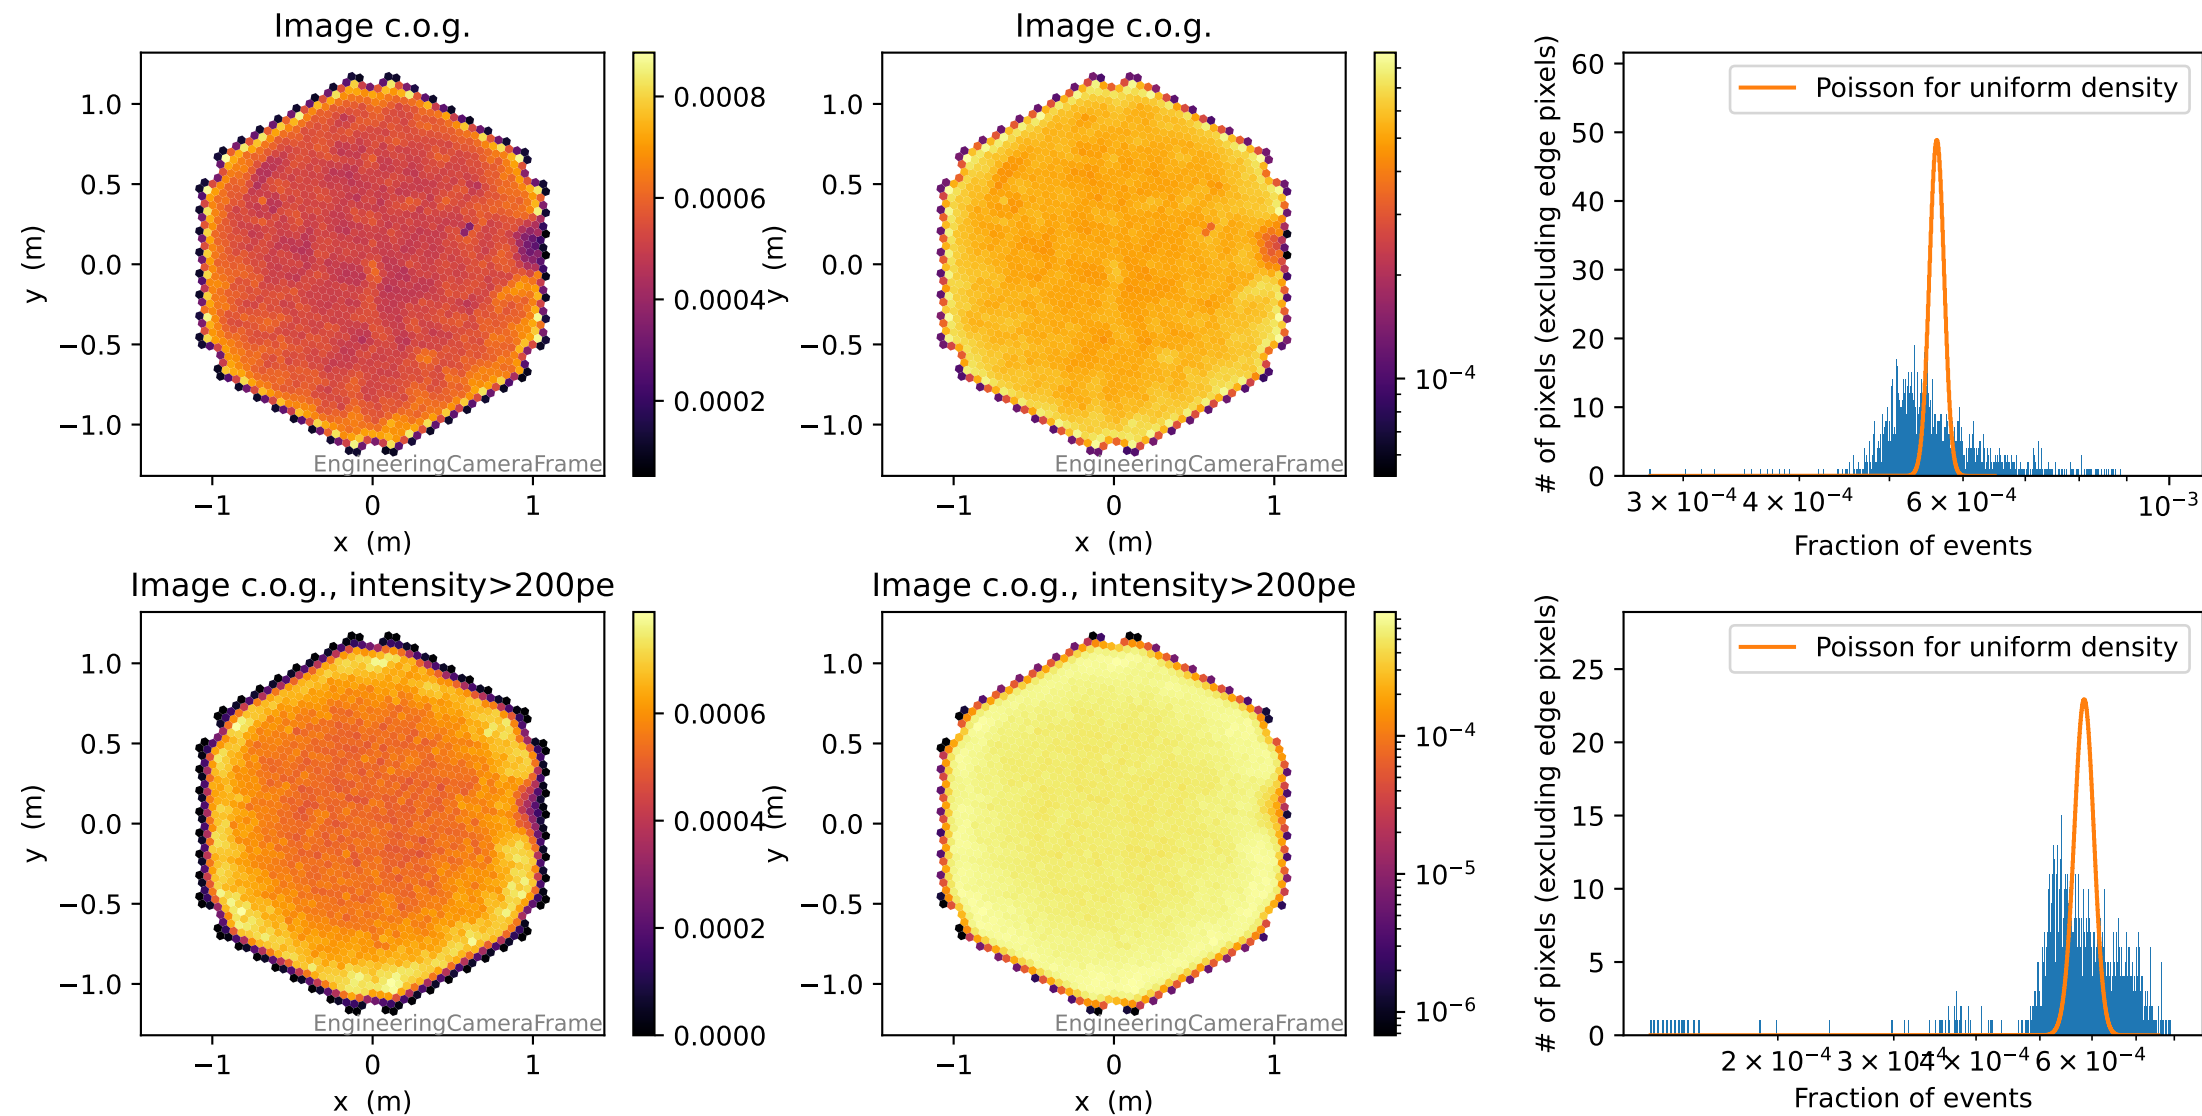 Image c.o.g.
1.0
0.5
0.0
−0.5
−1.0
y (m)
−1
0
1
x (m)
EngineeringCameraFrame
0.0008
0.0006
0.0004
0.0002
Image c.o.g.
1.0
0.5
0.0
−0.5
−1.0
y (m)
−1
0
1
x (m)
EngineeringCameraFrame
10⁻⁴
60
50
40
30
20
10
0
# of pixels (excluding edge pixels)
Poisson for uniform density
3 × 10⁻⁴
4 × 10⁻⁴
6 × 10⁻⁴
10⁻³
Fraction of events
Image c.o.g., intensity>200pe
1.0
0.5
0.0
−0.5
−1.0
y (m)
−1
0
1
x (m)
EngineeringCameraFrame
0.0006
0.0004
0.0002
0.0000
Image c.o.g., intensity>200pe
1.0
0.5
0.0
−0.5
−1.0
y (m)
−1
0
1
x (m)
EngineeringCameraFrame
10⁻⁴
10⁻⁵
10⁻⁶
25
20
15
10
5
0
# of pixels (excluding edge pixels)
Poisson for uniform density
2 × 10⁻⁴
3 × 10⁻⁴
4 × 10⁻⁴
6 × 10⁻⁴
Fraction of events